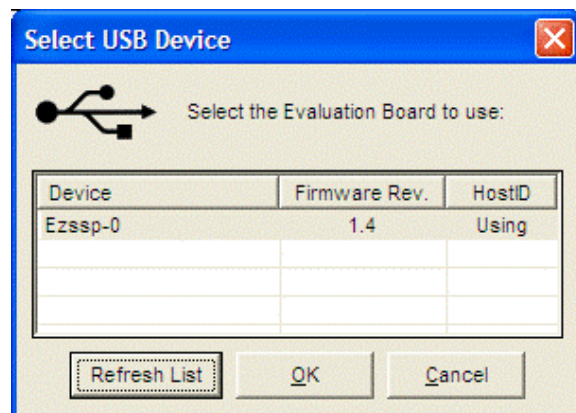 Select USB Device
Select the Evaluation Board to use:
Device Firmware Rev. HostID
Ezssp-0 1.4 Using
Refresh List OK Cancel